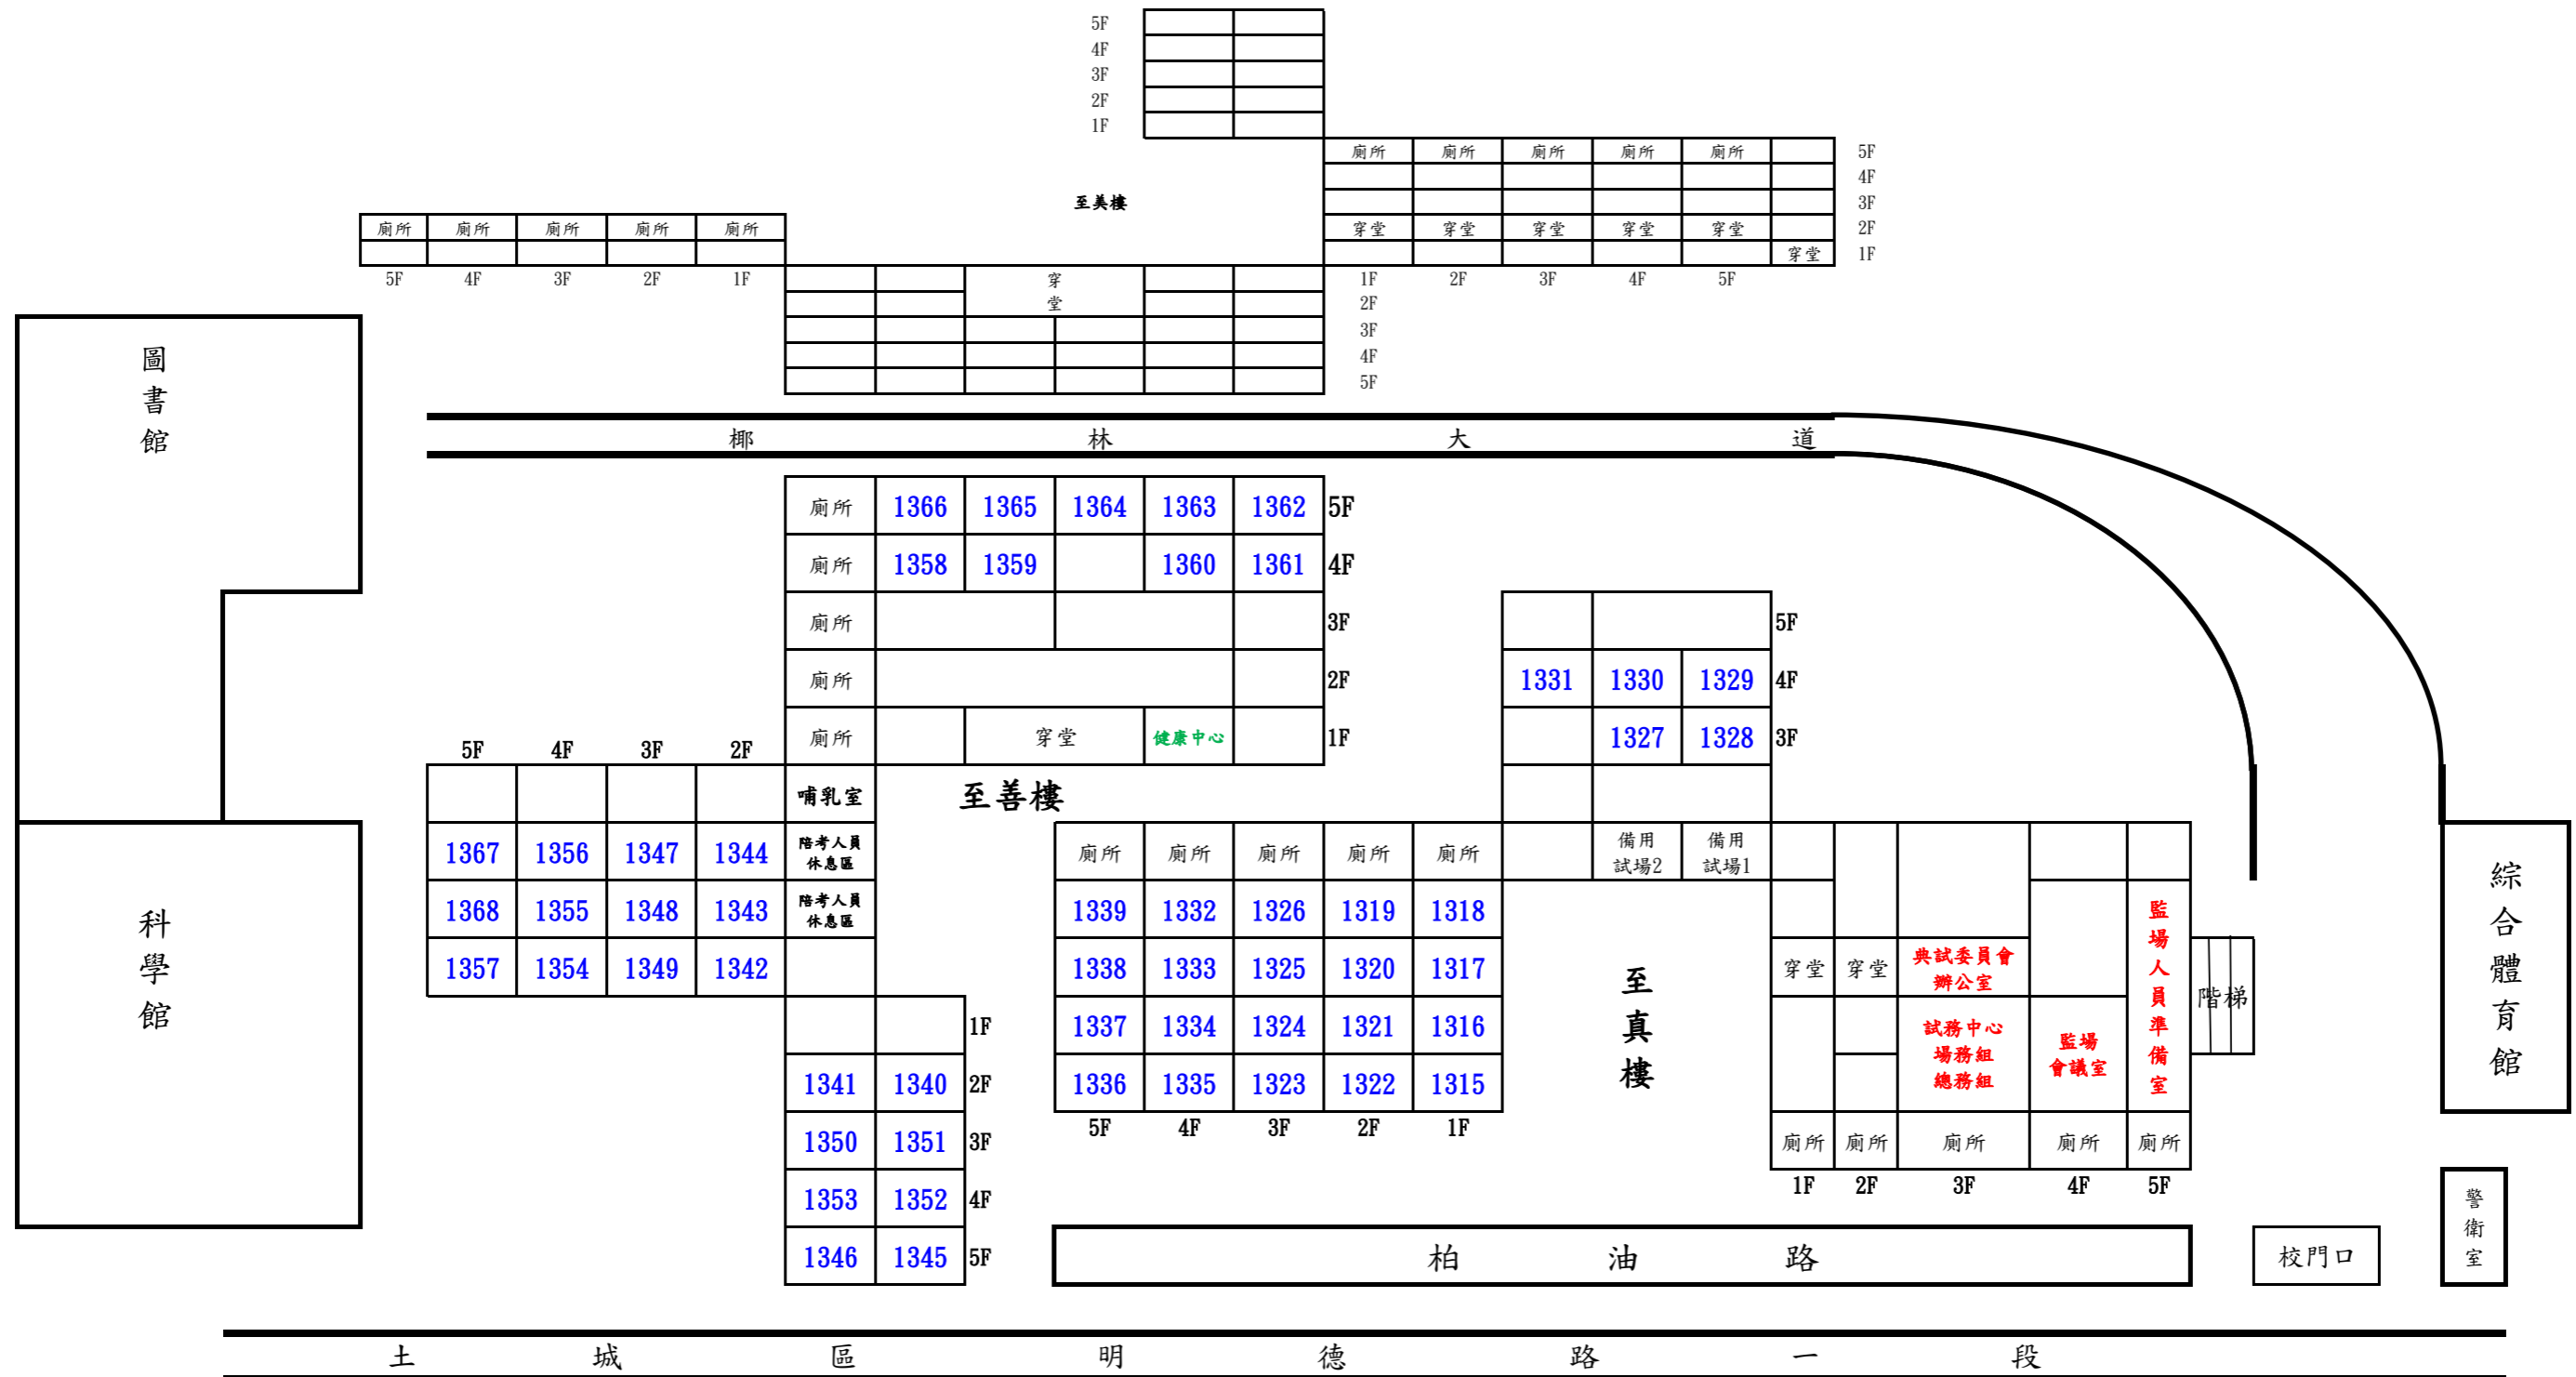 5F
4F
3F
2F
1F
廁所 廁所 廁所 廁所 廁所 5F
4F
至美樓 3F
廁所 廁所 廁所 廁所 廁所 穿堂 穿堂 穿堂 穿堂 穿堂 2F
穿堂 1F
5F 4F 3F 2F 1F 穿堂 1F 2F 3F 4F 5F
2F
3F
4F
5F
圖書館
椰林大道
廁所 1366 1365 1364 1363 1362 5F
廁所 1358 1359 1360 1361 4F
廁所 3F 5F
廁所 2F 1331 1330 1329 4F
5F 4F 3F 2F 廁所 穿堂 健康中心 1F 1327 1328 3F
哺乳室 至善樓
1367 1356 1347 1344 陪考人員休息區 廁所 廁所 廁所 廁所 廁所 備用試場2 備用試場1
1368 1355 1348 1343 陪考人員休息區 1339 1332 1326 1319 1318
1357 1354 1349 1342 1338 1333 1325 1320 1317 穿堂 穿堂 典試委員會辦公室
1F 1337 1334 1324 1321 1316
1341 1340 2F 1336 1335 1323 1322 1315
試務中心
場務組
總務組
監場會議室
監場人員準備室
階梯
至真樓
科學館
綜合體育館
1350 1351 3F 5F 4F 3F 2F 1F 廁所 廁所 廁所 廁所 廁所
1353 1352 4F 1F 2F 3F 4F 5F
1346 1345 5F 柏油路 校門口 警衛室
土城區明德路一段